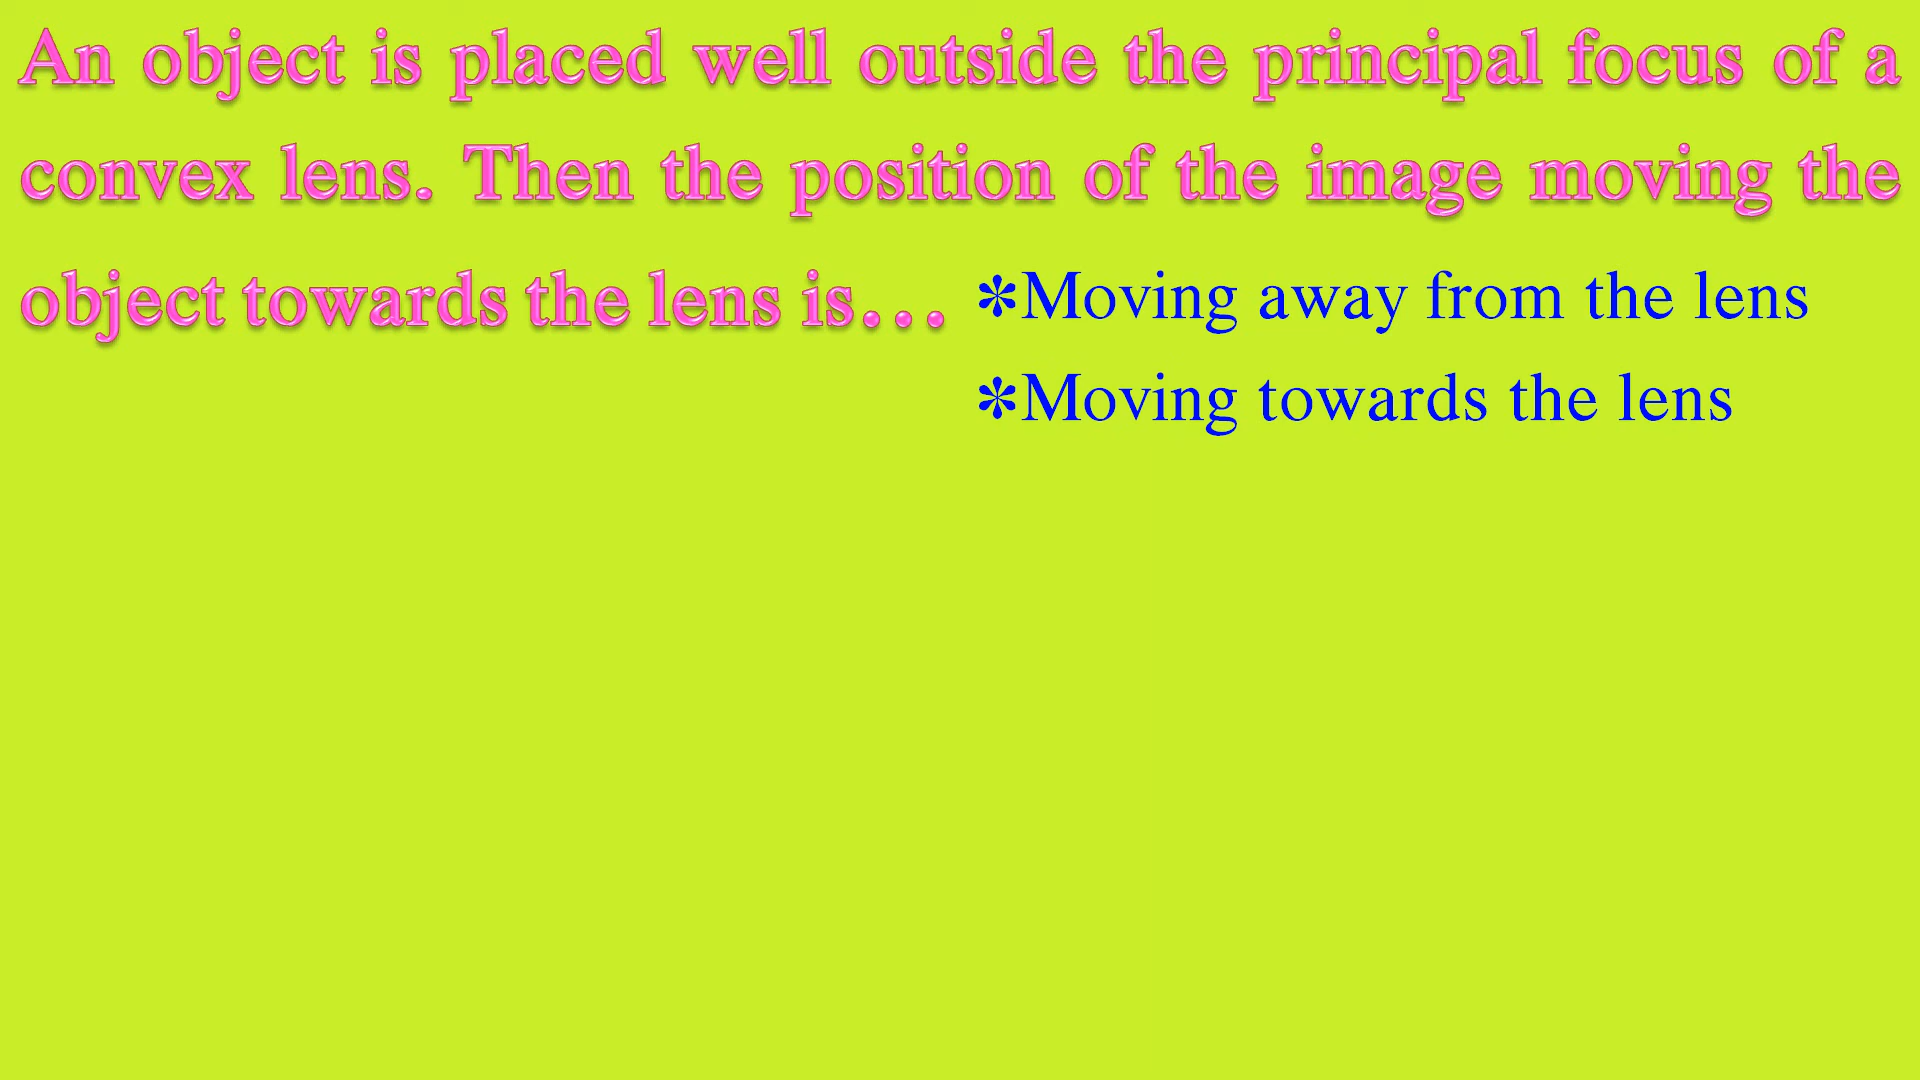 An object is placed well outside the principal focus of a
convex lens. Then the position of the image moving the
object towards the lens is… ✻Moving away from the lens
✻Moving towards the lens